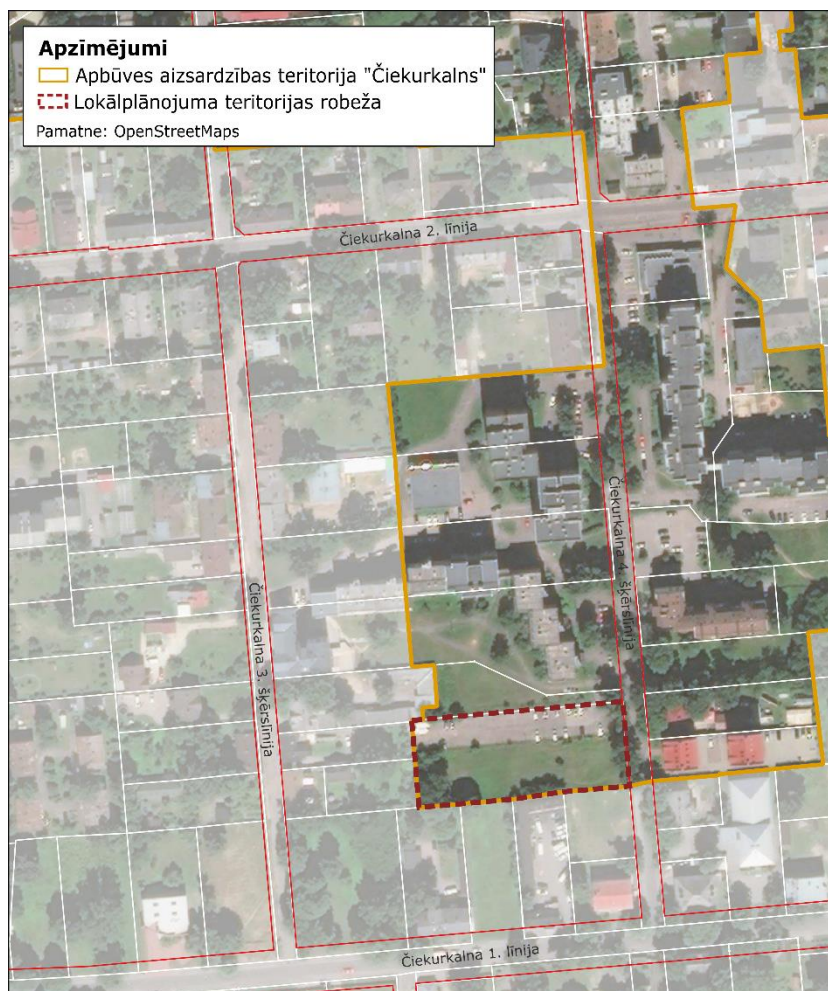 Apzīmējumi
Apbūves aizsardzības teritorija "Čiekurkalns"
Lokālplānojuma teritorijas robeža
Pamatne: OpenStreetMaps
Čiekurkalna 2. līnija
Čiekurkalna 4. šķērslīnija
Čiekurkalna 3. šķērslīnija
Čiekurkalna 1. līnija